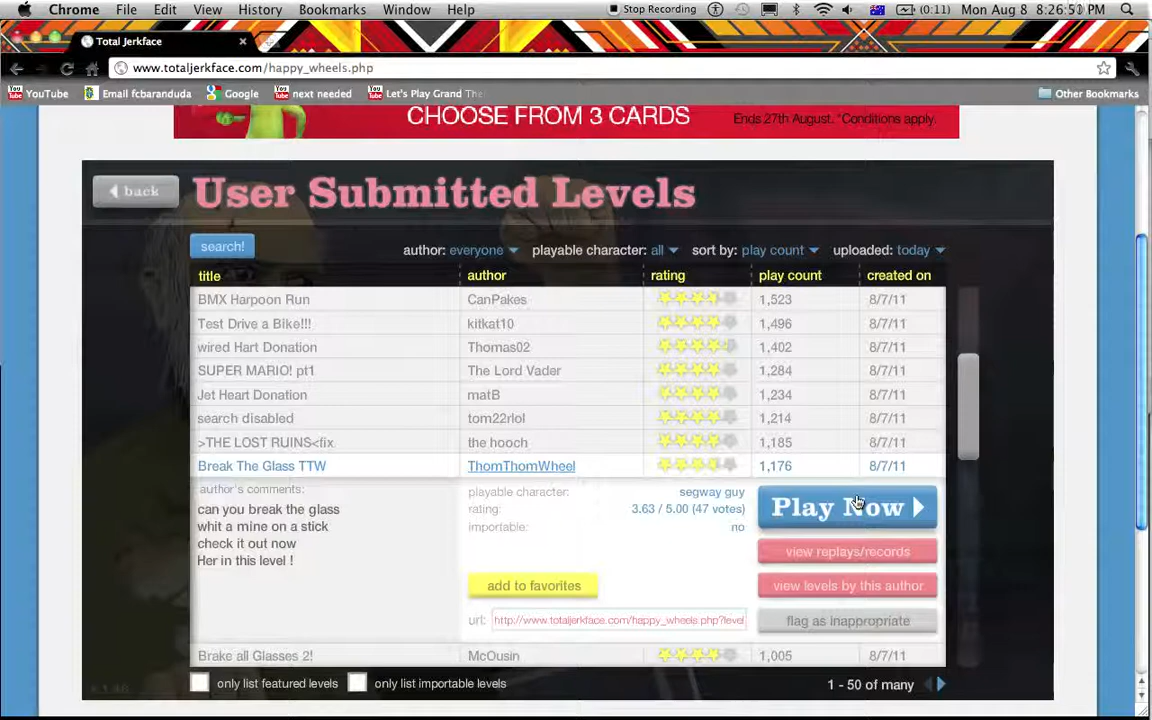 Chrome File Edit View History Bookmarks Window Help Stop Recording (0:11) Mon Aug 8 8:26:51 PM
Total Jerkface
www.totaljerkface.com/happy_wheels.php
YouTube Email fcbaranduda Google next needed Let's Play Grand The Other Bookmarks
CHOOSE FROM 3 CARDS Ends 27th August. *Conditions apply.
back User Submitted Levels
search! author: everyone playable character: all sort by: play count uploaded: today
title author rating play count created on
BMX Harpoon Run CanPakes 1,523 8/7/11
Test Drive a Bike!!! kitkat10 1,496 8/7/11
wired Hart Donation Thomas02 1,402 8/7/11
SUPER MARIO! pt1 The Lord Vader 1,284 8/7/11
Jet Heart Donation matB 1,234 8/7/11
search disabled tom22rlol 1,214 8/7/11
>THE LOST RUINS<fix the hooch 1,185 8/7/11
Break The Glass TTW ThomThomWheel 1,176 8/7/11
author's comments: playable character: segway guy
can you break the glass rating: 3.63 / 5.00 (47 votes) Play Now
whit a mine on a stick importable: no
check it out now view replays/records
Her in this level !
add to favorites view levels by this author
url: http://www.totaljerkface.com/happy_wheels.php?level flag as inappropriate
Brake all Glasses 2! McOusin 1,005 8/7/11
only list featured levels only list importable levels 1 - 50 of many